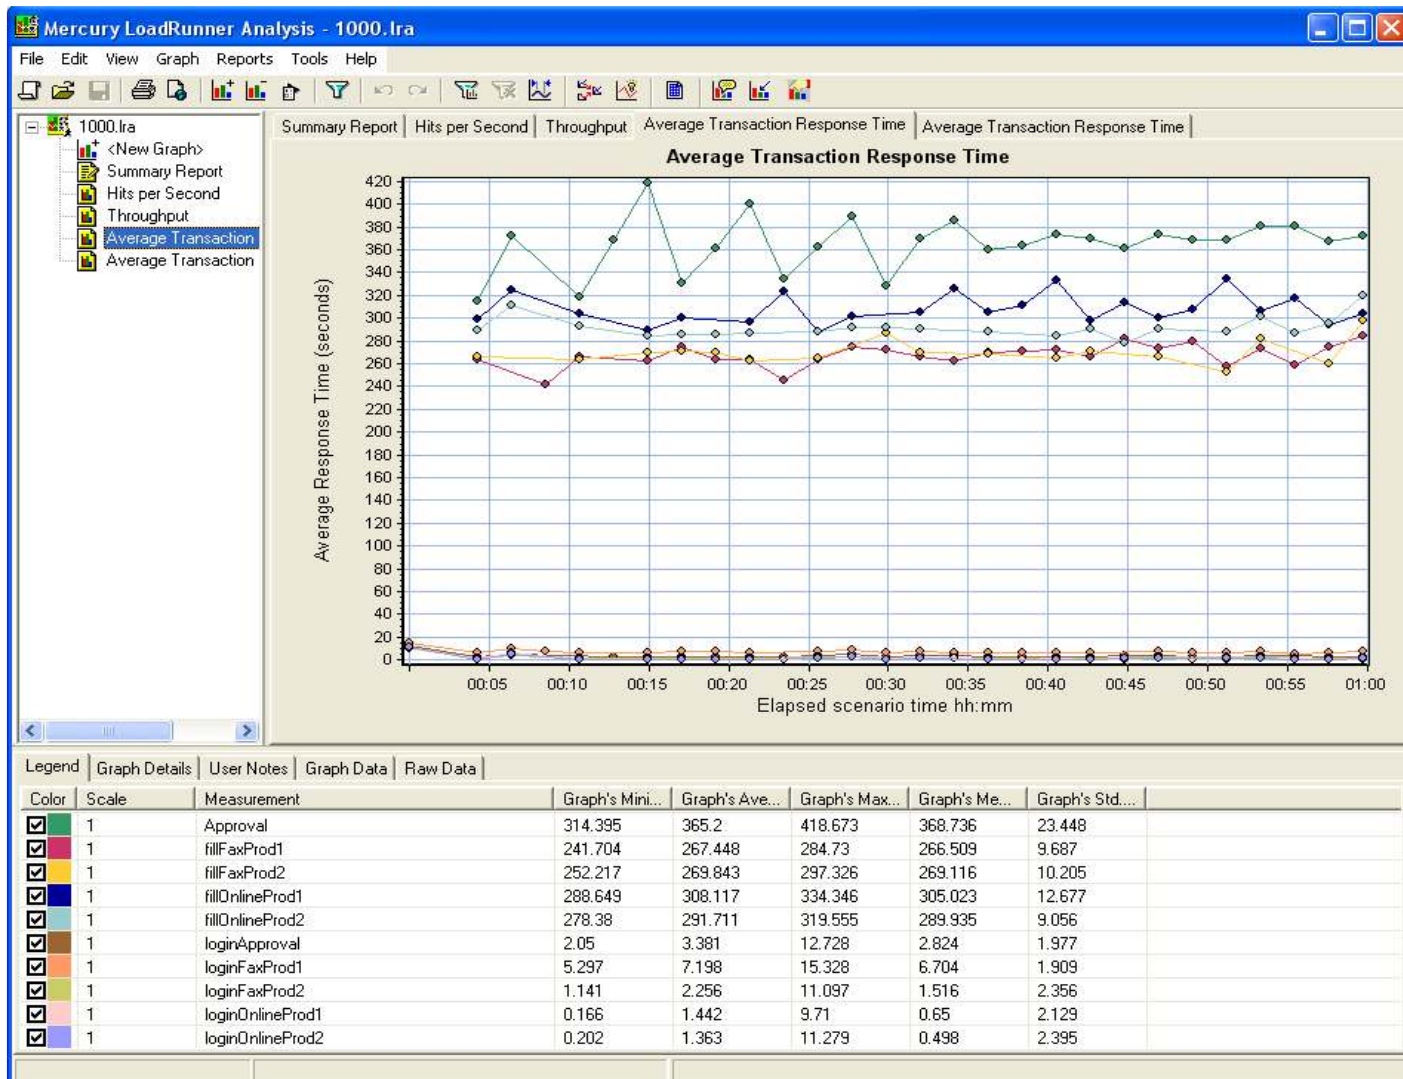 Mercury LoadRunner Analysis - 1000.lra
File Edit View Graph Reports Tools Help
1000.lra
<New Graph>
Summary Report
Hits per Second
Throughput
Average Transaction
Average Transaction
Summary Report Hits per Second Throughput Average Transaction Response Time Average Transaction Response Time
Average Transaction Response Time
Average Response Time (seconds)
420
400
380
360
340
320
300
280
260
240
220
200
180
160
140
120
100
80
60
40
20
0
00:05 00:10 00:15 00:20 00:25 00:30 00:35 00:40 00:45 00:50 00:55 01:00
Elapsed scenario time hh:mm
Legend Graph Details User Notes Graph Data Raw Data
Color Scale Measurement Graph's Mini... Graph's Ave... Graph's Max... Graph's Me... Graph's Std....
1 Approval 314.395 365.2 418.673 368.736 23.448
1 fillFaxProd1 241.704 267.448 284.73 266.509 9.687
1 fillFaxProd2 252.217 269.843 297.326 269.116 10.205
1 fillOnlineProd1 288.649 308.117 334.346 305.023 12.677
1 fillOnlineProd2 278.38 291.711 319.555 289.935 9.056
1 loginApproval 2.05 3.381 12.728 2.824 1.977
1 loginFaxProd1 5.297 7.198 15.328 6.704 1.909
1 loginFaxProd2 1.141 2.256 11.097 1.516 2.356
1 loginOnlineProd1 0.166 1.442 9.71 0.65 2.129
1 loginOnlineProd2 0.202 1.363 11.279 0.498 2.395